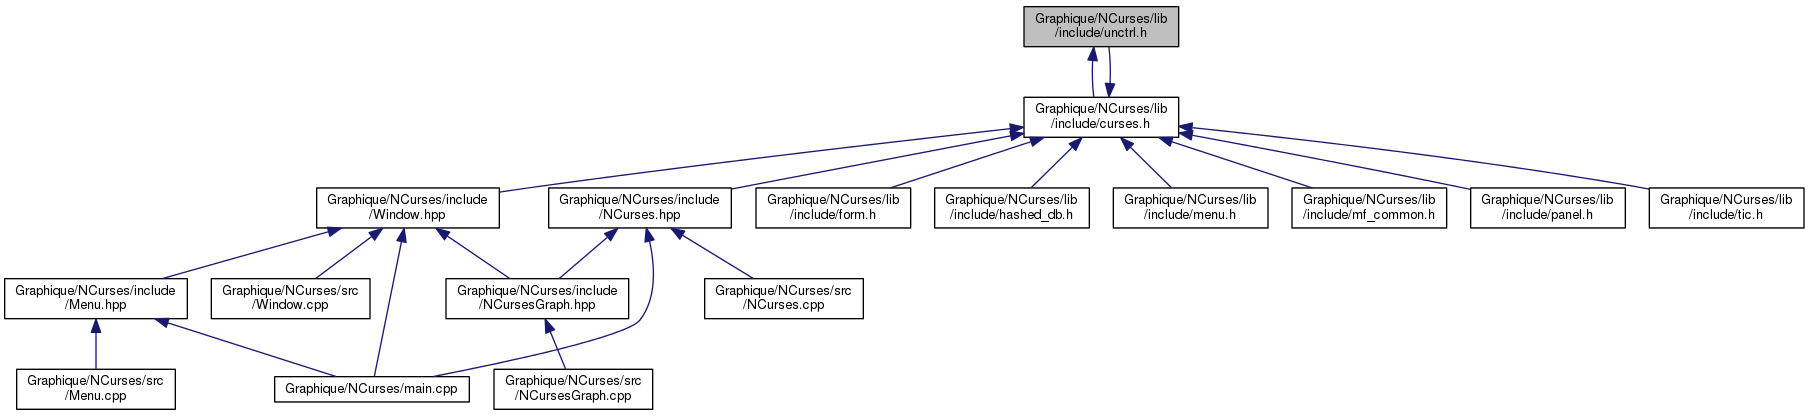 Graphique/NCurses/lib
/include/unctrl.h
Graphique/NCurses/lib
/include/curses.h
Graphique/NCurses/include
/Window.hpp
Graphique/NCurses/include
/NCurses.hpp
Graphique/NCurses/lib
/include/form.h
Graphique/NCurses/lib
/include/hashed_db.h
Graphique/NCurses/lib
/include/menu.h
Graphique/NCurses/lib
/include/mf_common.h
Graphique/NCurses/lib
/include/panel.h
Graphique/NCurses/lib
/include/tic.h
Graphique/NCurses/include
/Menu.hpp
Graphique/NCurses/src
/Window.cpp
Graphique/NCurses/include
/NCursesGraph.hpp
Graphique/NCurses/src
/NCurses.cpp
Graphique/NCurses/src
/Menu.cpp
Graphique/NCurses/main.cpp
Graphique/NCurses/src
/NCursesGraph.cpp